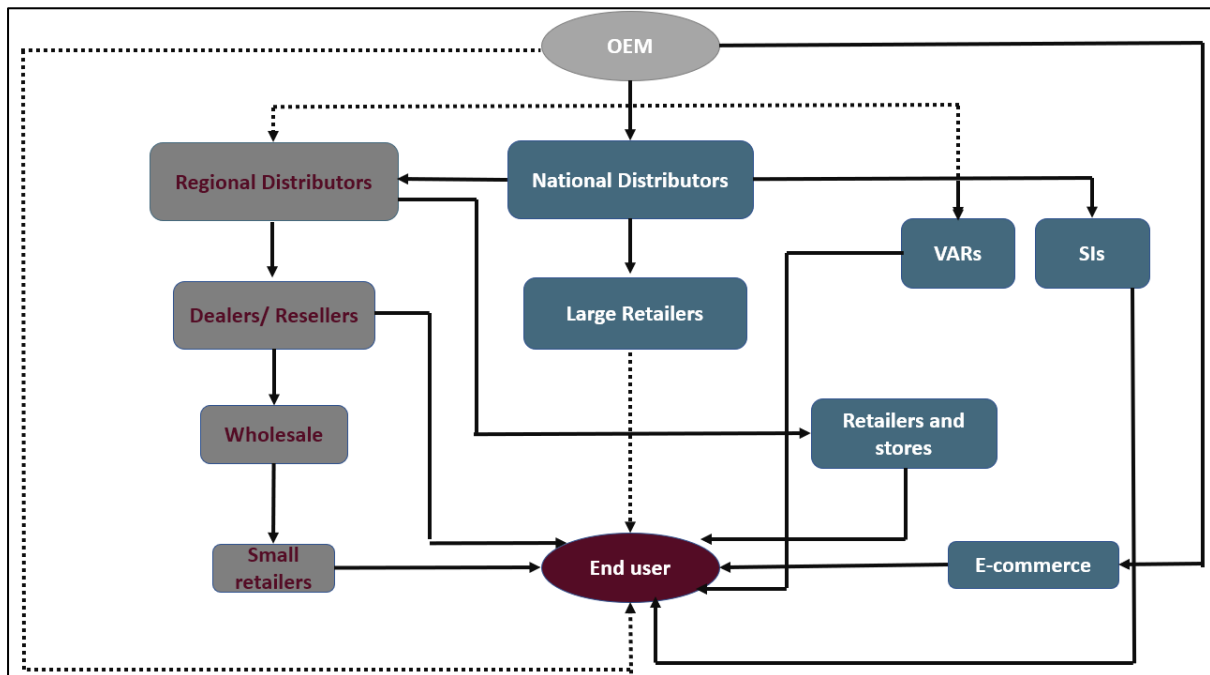 OEM
Regional Distributors
National Distributors
VARs
SIs
Dealers/ Resellers
Large Retailers
Wholesale
Retailers and
stores
Small
retailers
End user
E-commerce